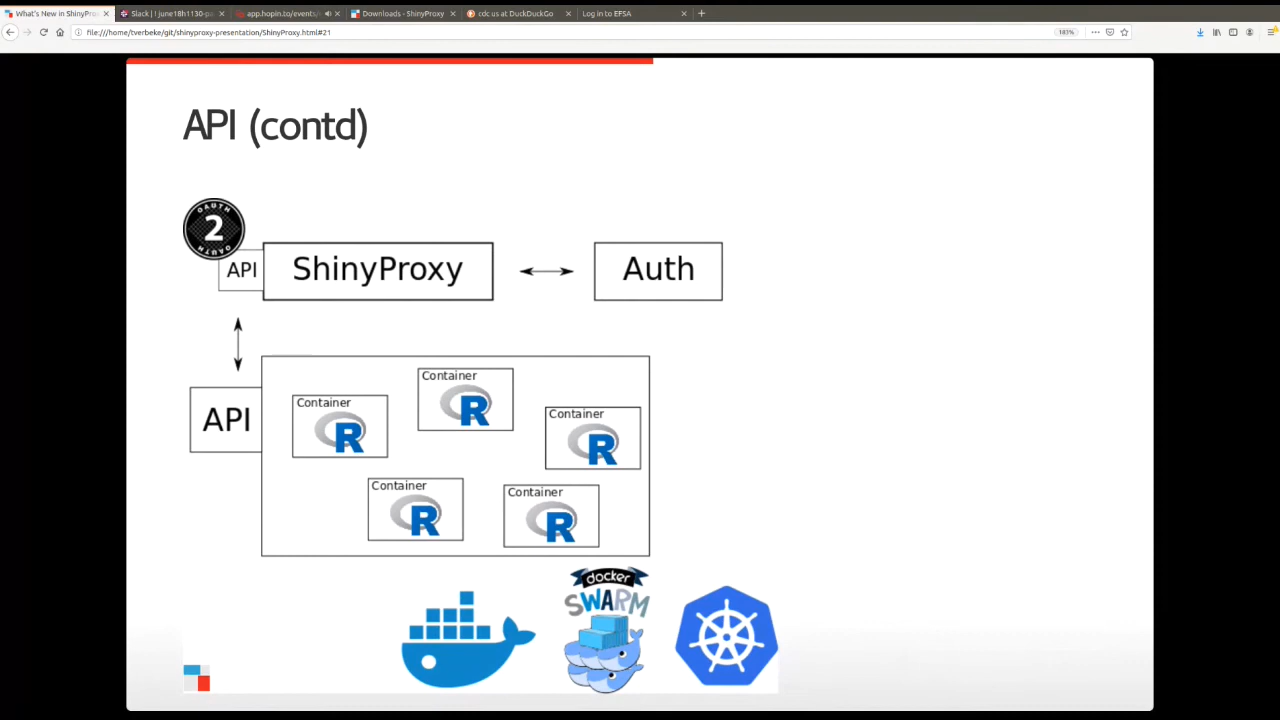 What's New in ShinyPro
Slack | ! june18h1130-p
app.hopin.to/events/
Downloads - ShinyProxy
cdc us at DuckDuckGo
Log in to EFSA
file:///home/tverbeke/git/shinyproxy-presentation/ShinyProxy.html#21
183%
API (contd)
OAUTH
2
OAUTH
API
ShinyProxy
Auth
API
Container
R
Container
R
Container
R
Container
R
Container
R
docker
SWARM